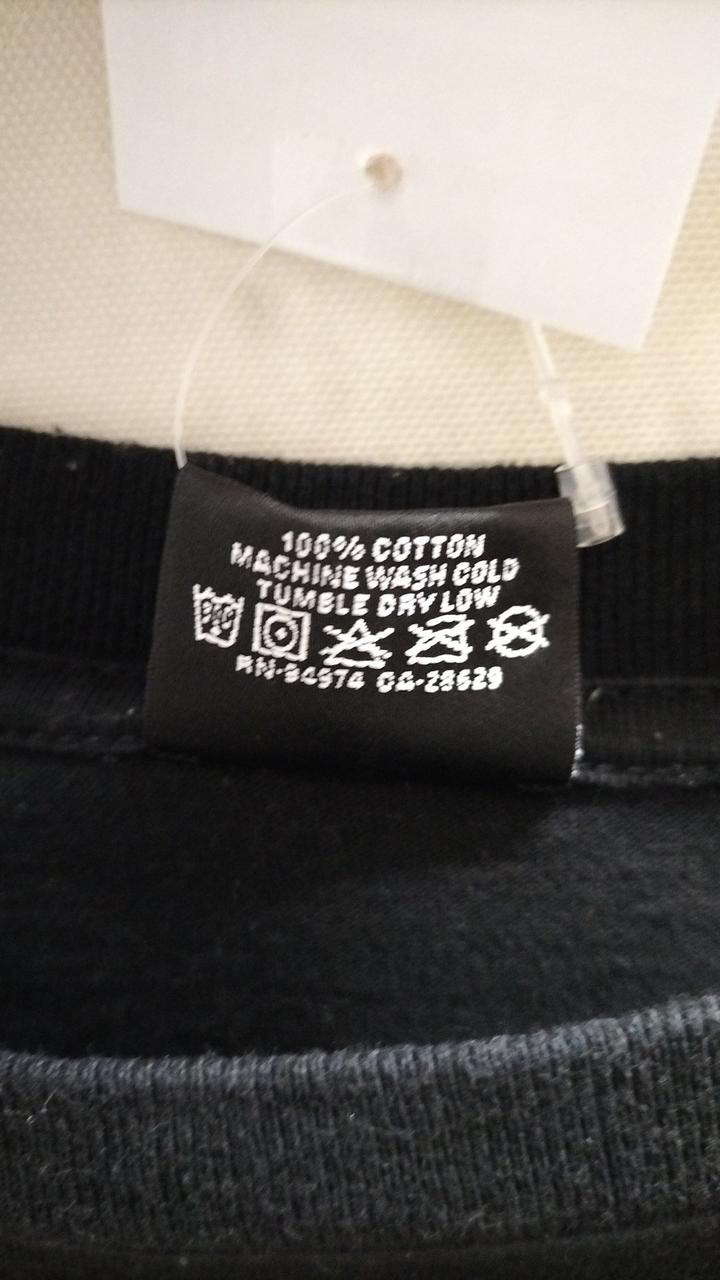 100% COTTON
MACHINE WASH COLD
TUMBLE DRY LOW
RN-94974 CA-28629